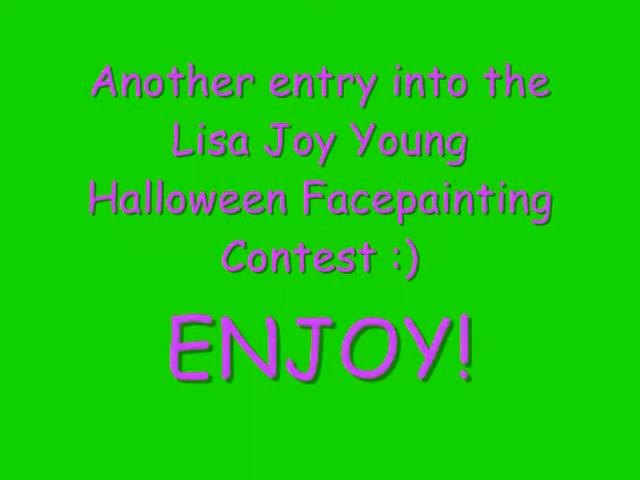 Another entry into the
Lisa Joy Young
Halloween Facepainting
Contest :)
ENJOY!